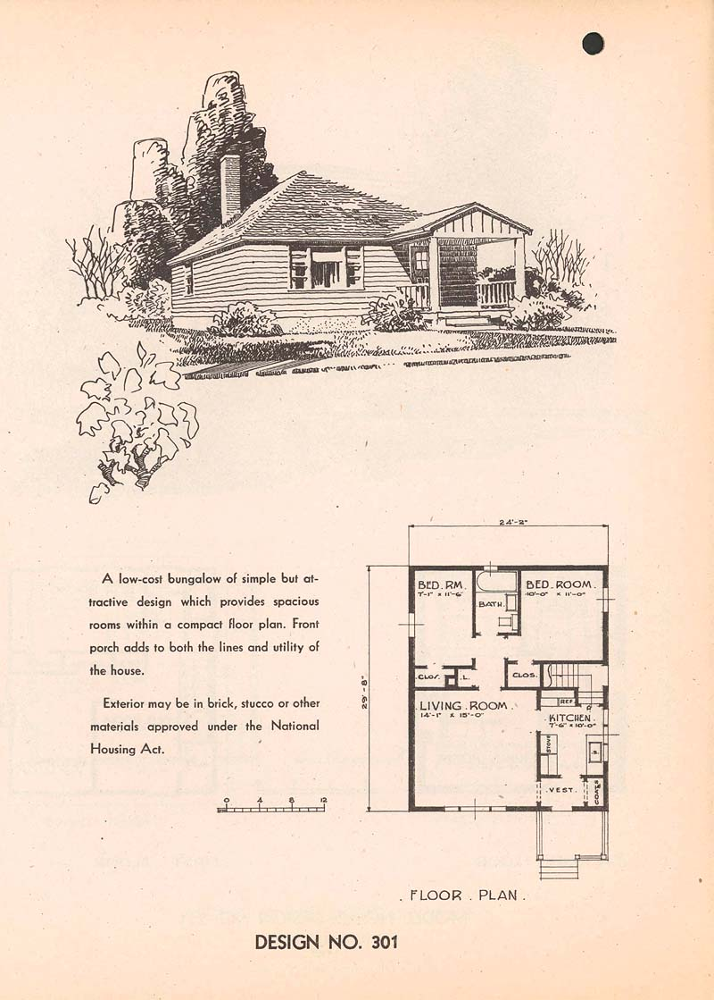 A low-cost bungalow of simple but at-
tractive design which provides spacious
rooms within a compact floor plan. Front
porch adds to both the lines and utility of
the house.
Exterior may be in brick, stucco or other
materials approved under the National
Housing Act.
0 4 8 12
24'-2"
29'-8"
BED. RM.
7'-1" x 11'-6"
BATH.
BED. ROOM.
10'-0" x 11'-0"
CLOS.
L.
CLOS.
LIVING. ROOM.
14'-1" x 15'-0"
REF.
R
KITCHEN.
7'-6" x 10'-0"
STOVE
S.
VEST.
CLOS.
. FLOOR . PLAN .
DESIGN NO. 301